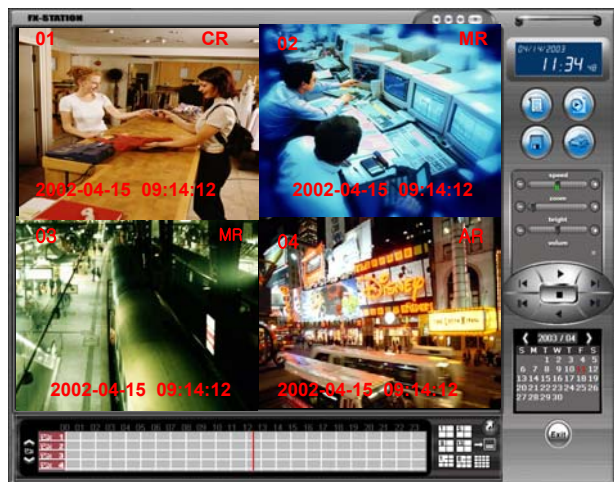 FX-STATION
01 CR
02 MR
2002-04-15 09:14:12
2002-04-15 09:14:12
03 MR
04 AR
DISNEY
2002-04-15 09:14:12
2002-04-15 09:14:12
04/14/2003
11:34
speed
zoom
bright
volum
2003 / 04
S M T W T F S
1 2 3 4 5
6 7 8 9 10 11 12
13 14 15 16 17 18 19
20 21 22 23 24 25 26
27 28 29 30
00 01 02 03 04 05 06 07 08 09 10 11 12 13 14 15 16 17 18 19 20 21 22 23
1
2
3
4
Exit